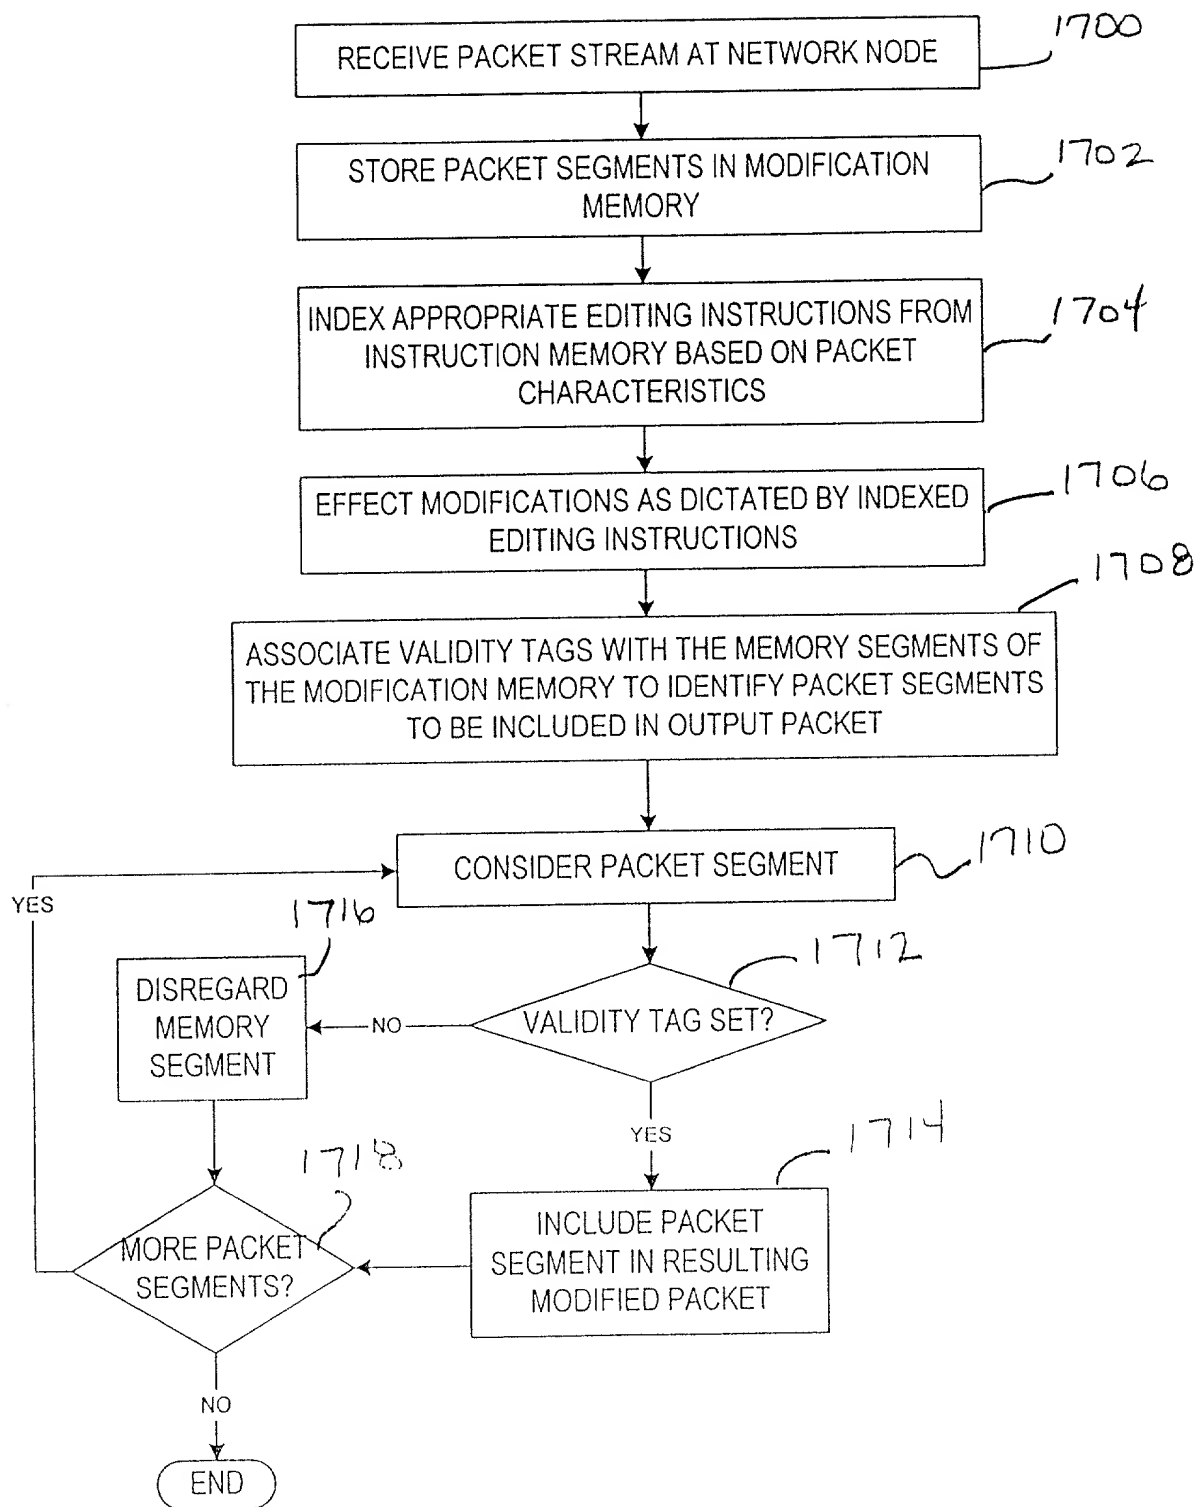 RECEIVE PACKET STREAM AT NETWORK NODE
1700
STORE PACKET SEGMENTS IN MODIFICATION
MEMORY
1702
INDEX APPROPRIATE EDITING INSTRUCTIONS FROM
INSTRUCTION MEMORY BASED ON PACKET
CHARACTERISTICS
1704
EFFECT MODIFICATIONS AS DICTATED BY INDEXED
EDITING INSTRUCTIONS
1706
ASSOCIATE VALIDITY TAGS WITH THE MEMORY SEGMENTS OF
THE MODIFICATION MEMORY TO IDENTIFY PACKET SEGMENTS
TO BE INCLUDED IN OUTPUT PACKET
1708
CONSIDER PACKET SEGMENT
1710
YES
VALIDITY TAG SET?
1712
NO
DISREGARD
MEMORY
SEGMENT
1716
YES
INCLUDE PACKET
SEGMENT IN RESULTING
MODIFIED PACKET
1714
MORE PACKET
SEGMENTS?
1718
NO
END